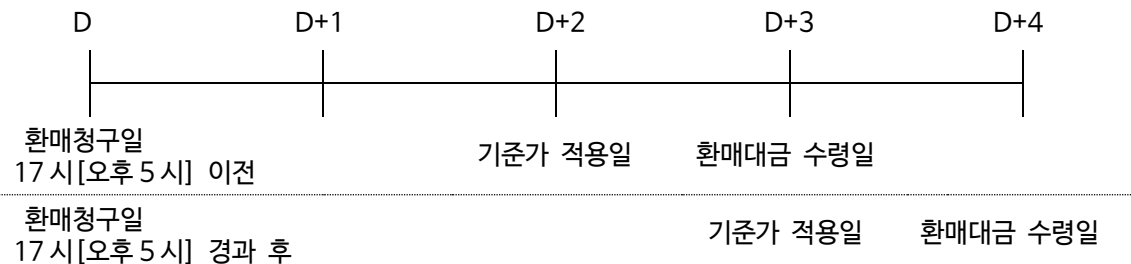 D D+1 D+2 D+3 D+4
환매청구일
17시[오후5시] 이전
기준가 적용일 환매대금 수령일
환매청구일
17시[오후5시] 경과 후
기준가 적용일 환매대금 수령일